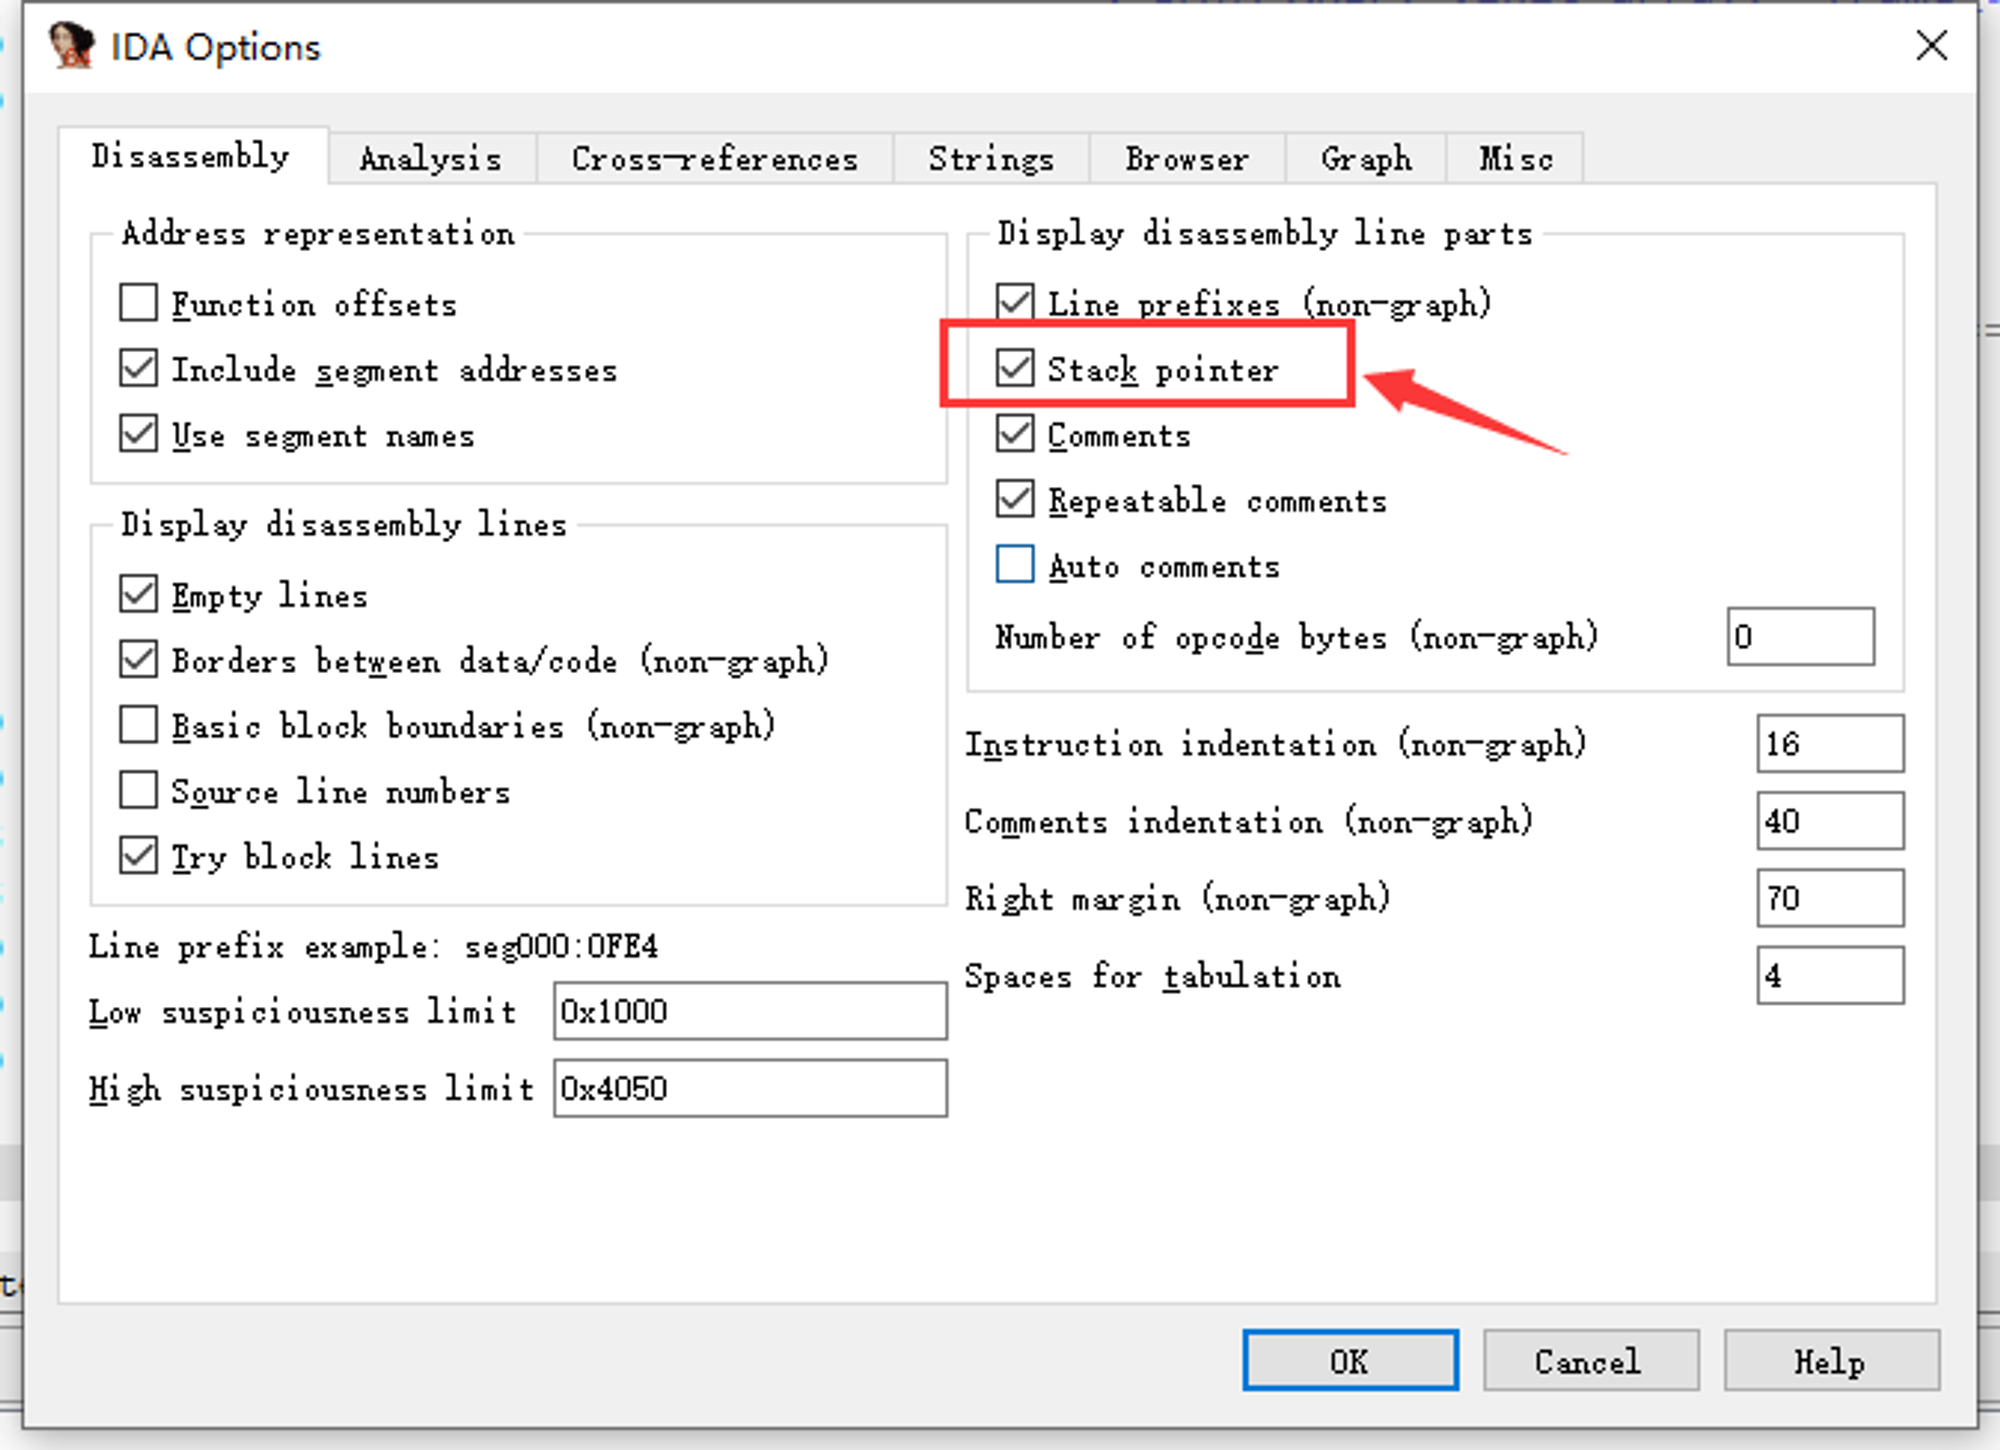 IDA Options
Disassembly Analysis Cross-references Strings Browser Graph Misc
Address representation
Function offsets
Include segment addresses
Use segment names
Display disassembly lines
Empty lines
Borders between data/code (non-graph)
Basic block boundaries (non-graph)
Source line numbers
Try block lines
Line prefix example: seg000:0FE4
Low suspiciousness limit 0x1000
High suspiciousness limit 0x4050
Display disassembly line parts
Line prefixes (non-graph)
Stack pointer
Comments
Repeatable comments
Auto comments
Number of opcode bytes (non-graph) 0
Instruction indentation (non-graph) 16
Comments indentation (non-graph) 40
Right margin (non-graph) 70
Spaces for tabulation 4
OK Cancel Help